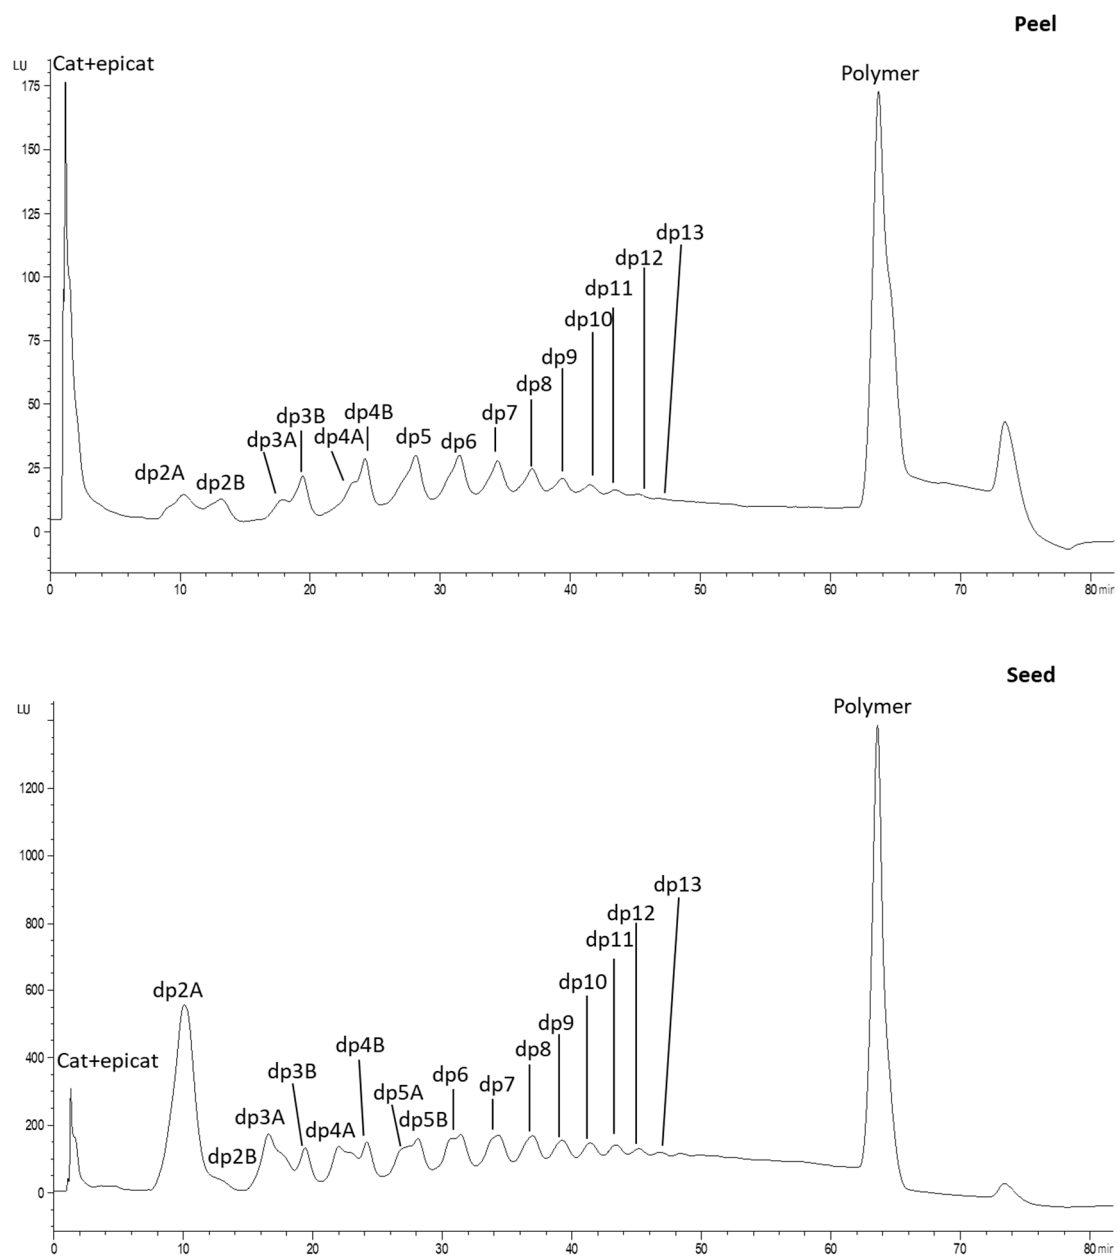 Peel
LU
Cat+epicat
Polymer
175
150
125
100
75
50
25
0
dp2A
dp2B
dp3A
dp3B
dp4A
dp4B
dp5
dp6
dp7
dp8
dp9
dp10
dp11
dp12
dp13
0 10 20 30 40 50 60 70 80 min
Seed
LU
Polymer
1200
1000
800
600
400
200
0
Cat+epicat
dp2A
dp2B
dp3A
dp3B
dp4A
dp4B
dp5A
dp5B
dp6
dp7
dp8
dp9
dp10
dp11
dp12
dp13
0 10 20 30 40 50 60 70 80 min